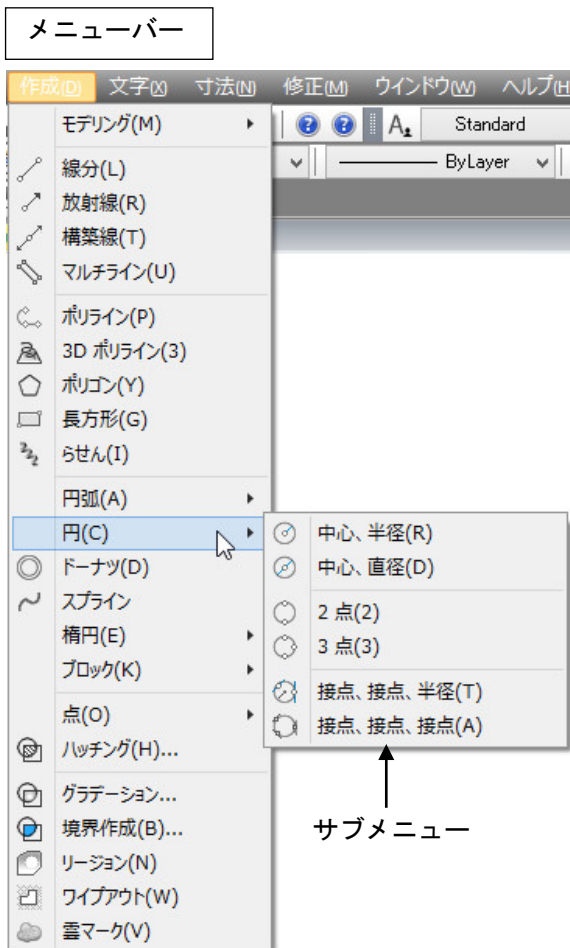 メニューバー
作成(D) 文字(X) 寸法(N) 修正(M) ウインドウ(W) ヘルプ(H
モデリング(M)
Standard
線分(L)
ByLayer
放射線(R)
構築線(T)
マルチライン(U)
ポリライン(P)
3D ポリライン(3)
ポリゴン(Y)
長方形(G)
らせん(I)
円弧(A)
円(C)
ドーナツ(D)
スプライン
楕円(E)
ブロック(K)
点(O)
ハッチング(H)...
グラデーション...
境界作成(B)...
リージョン(N)
ワイプアウト(W)
雲マーク(V)
中心、半径(R)
中心、直径(D)
2 点(2)
3 点(3)
接点、接点、半径(T)
接点、接点、接点(A)
サブメニュー